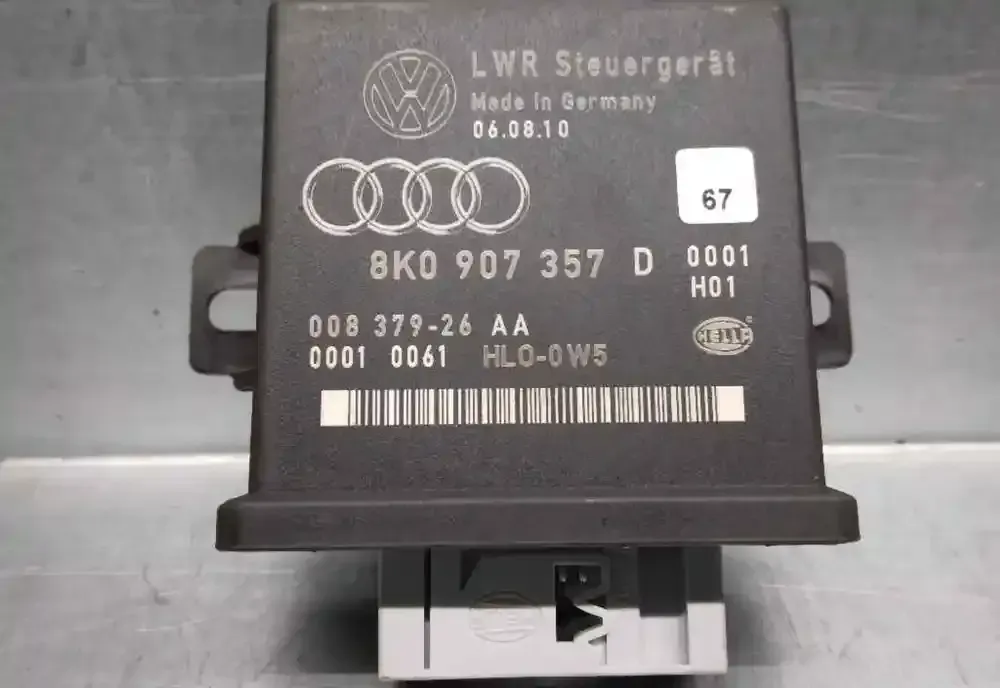 LWR Steuergerät
Made in Germany
06.08.10
67
8K0 907 357 D 0001
H01
008 379-26 AA
0001 0061 HLO-0W5
HELLA